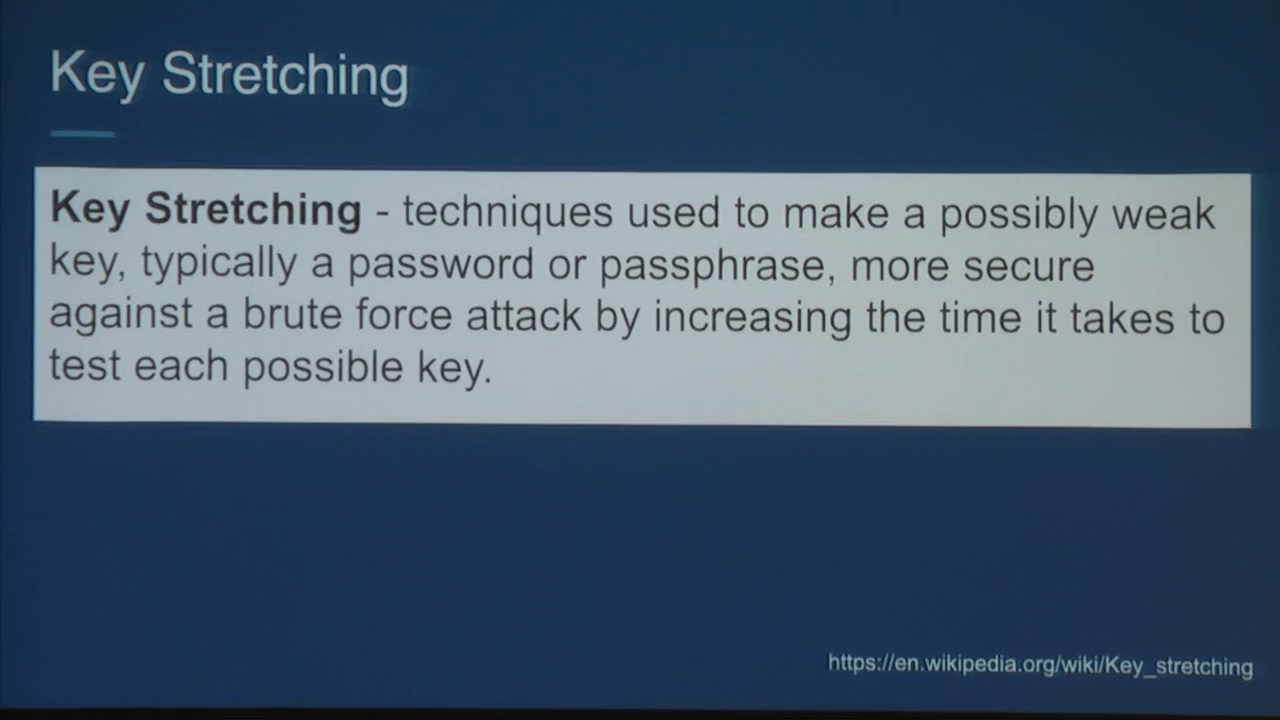 Key Stretching
Key Stretching - techniques used to make a possibly weak
key, typically a password or passphrase, more secure
against a brute force attack by increasing the time it takes to
test each possible key.
https://en.wikipedia.org/wiki/Key_stretching